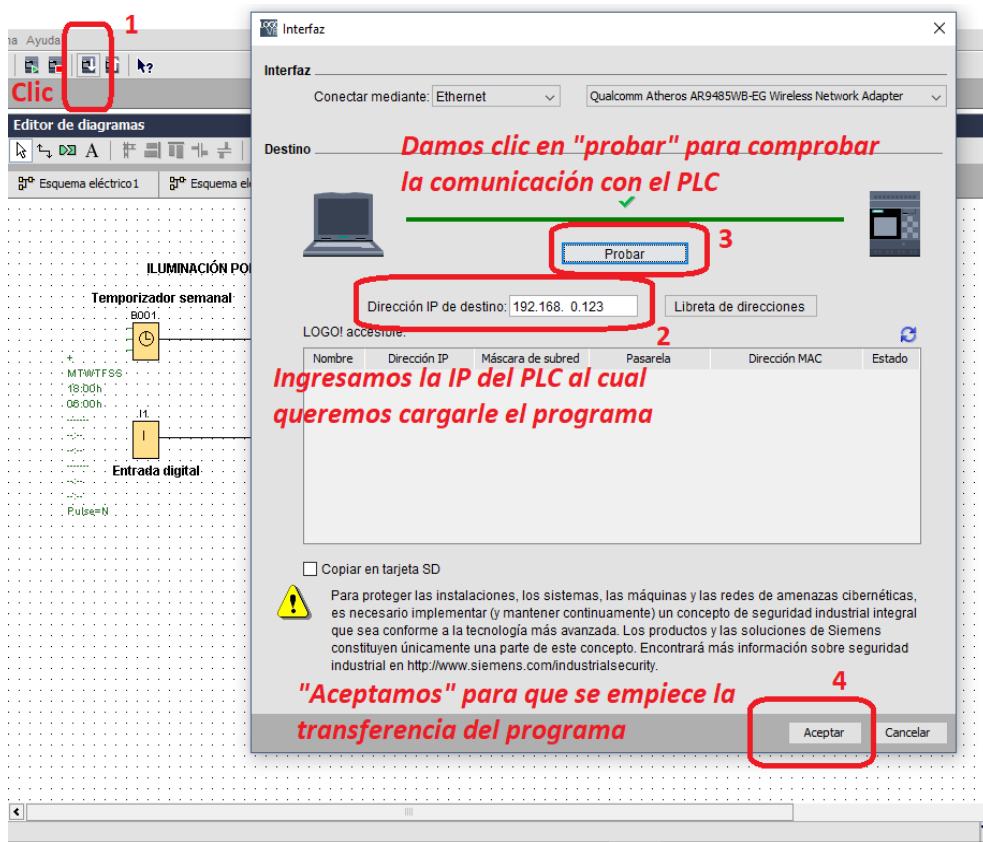 1
Ayuda
Clic
Editor de diagramas
A
Esquema eléctrico1
Esquema
ILUMINACIÓN
Temporizador semanal
B001
+
MTWTFSS
18:00h
06:00h
-------
--:--
--:--
-------
--:--
--:--
Pulse=N
I1
I
Entrada digital
Interfaz
Interfaz
Conectar mediante: Ethernet
Qualcomm Atheros AR9485WB-EG Wireless Network Adapter
Destino
Damos clic en "probar" para comprobar
la comunicación con el PLC
Probar
3
Dirección IP de destino: 192.168. 0.123
Libreta de direcciones
2
LOGO! accesible:
Nombre Dirección IP Máscara de subred Pasarela Dirección MAC Estado
Ingresamos la IP del PLC al cual
queremos cargarle el programa
Copiar en tarjeta SD
Para proteger las instalaciones, los sistemas, las máquinas y las redes de amenazas cibernéticas,
es necesario implementar (y mantener continuamente) un concepto de seguridad industrial integral
que sea conforme a la tecnología más avanzada. Los productos y las soluciones de Siemens
constituyen únicamente una parte de este concepto. Encontrará más información sobre seguridad
industrial en http://www.siemens.com/industrialsecurity.
"Aceptamos" para que se empiece la
transferencia del programa
4
Aceptar
Cancelar